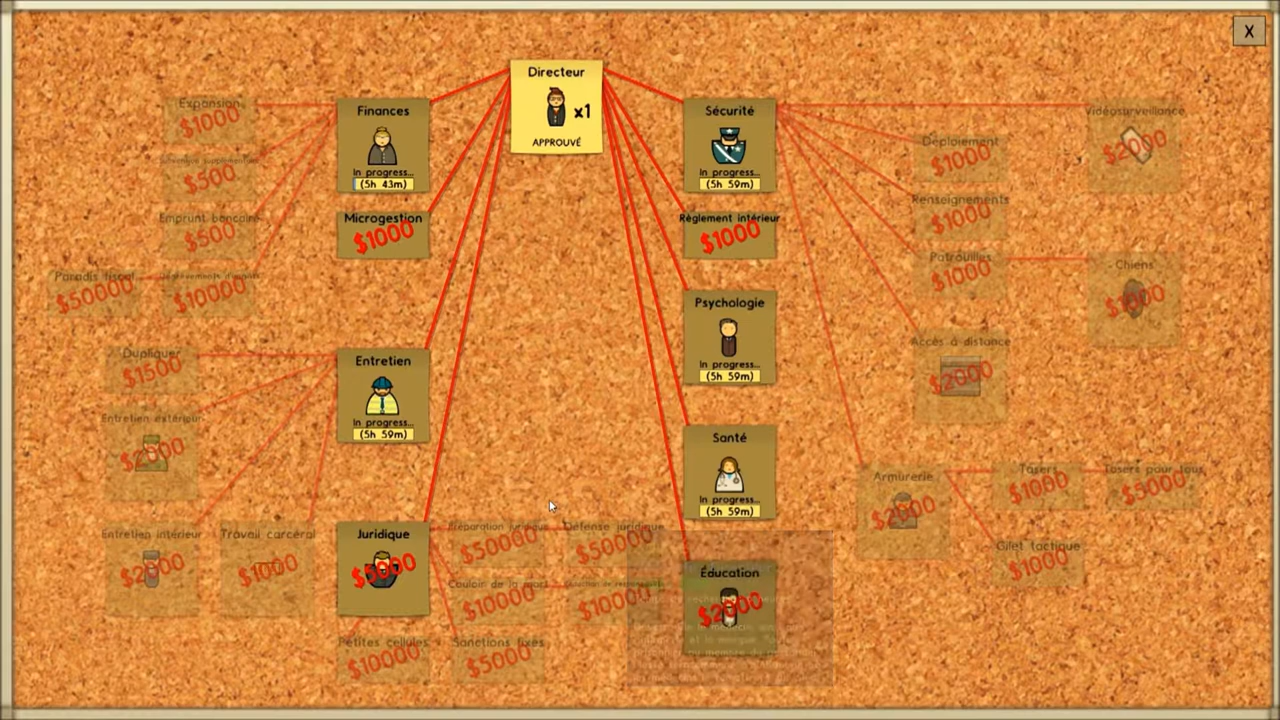 X
Directeur
x1
APPROUVÉ
Finances
In progress...
(5h 43m)
Microgestion
$1000
Expansion
$1000
$500
Emprunt bancaire
$500
Paradis fiscal
$50000
$10000
Entretien
In progress...
(5h 59m)
Dupliquer
$1500
Entretien extérieur
$2000
Entretien intérieur
$2000
Travail carcéral
$1000
Juridique
$5000
Préparation juridique
$50000
Défense juridique
$50000
Couloir de la mort
$10000
$10000
Petites cellules
$10000
Sanctions fixes
$5000
Sécurité
In progress...
(5h 59m)
Règlement intérieur
$1000
Psychologie
In progress...
(5h 59m)
Santé
In progress...
(5h 59m)
Éducation
$2000
Vidéosurveillance
$2000
Déploiement
$1000
Renseignements
$1000
Patrouilles
$1000
Chiens
Accès à distance
$2000
Armurerie
$2000
Tasers
$1000
Tasers pour tous
$5000
Gilet tactique
$1000